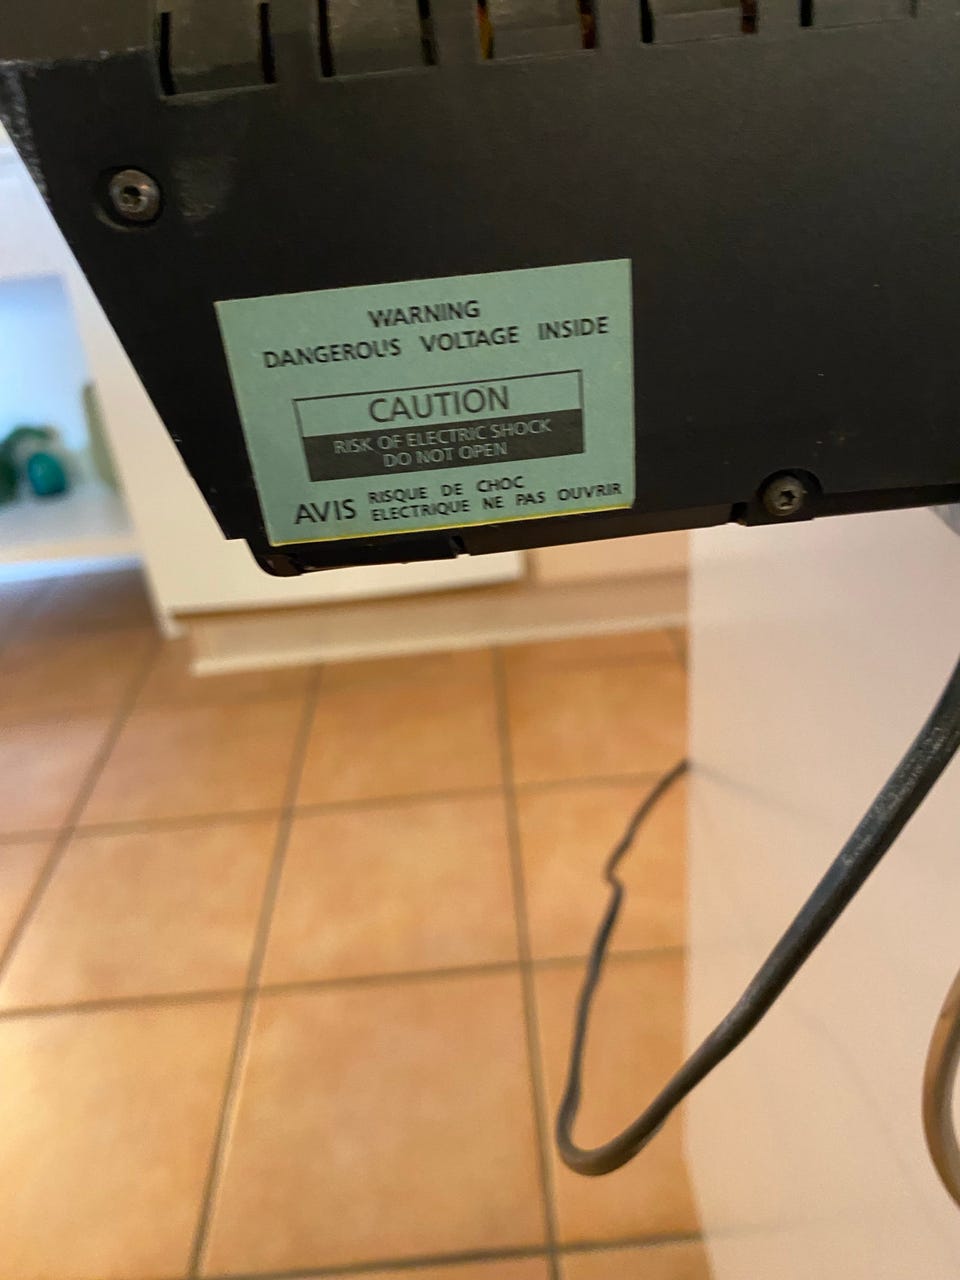 WARNING
DANGEROUS VOLTAGE INSIDE
CAUTION
RISK OF ELECTRIC SHOCK
DO NOT OPEN
AVIS RISQUE DE CHOC
ELECTRIQUE NE PAS OUVRIR